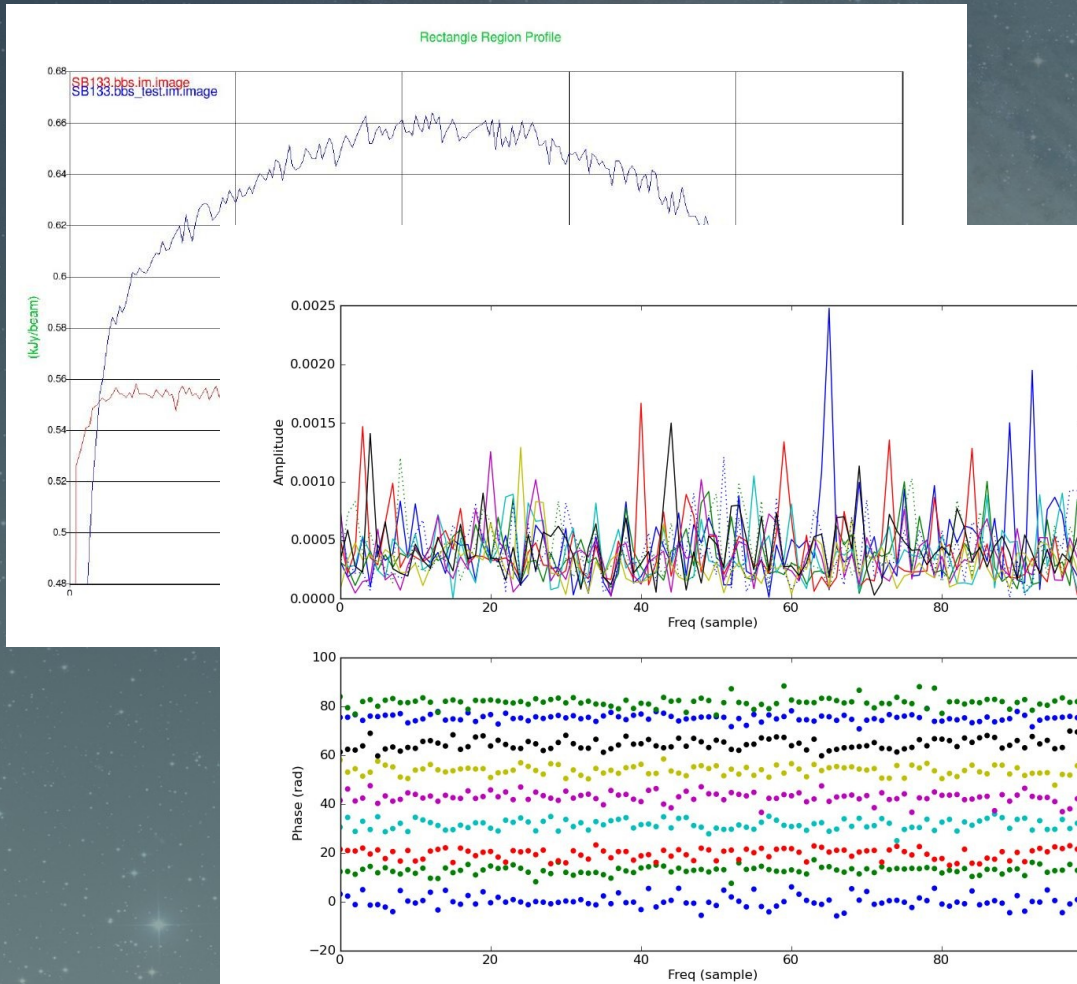 Rectangle Region Profile
0.68
SB133.bbs.im.image
SB133.bbs_test.im.image
0.66
0.64
0.62
0.6
(kJy/beam)
0.58
0.56
0.54
0.52
0.5
0.48
0
0.0025
0.0020
0.0015
Amplitude
0.0010
0.0005
0.0000
0 20 40 60 80
Freq (sample)
100
80
60
Phase (rad)
40
20
0
−20
0 20 40 60 80
Freq (sample)